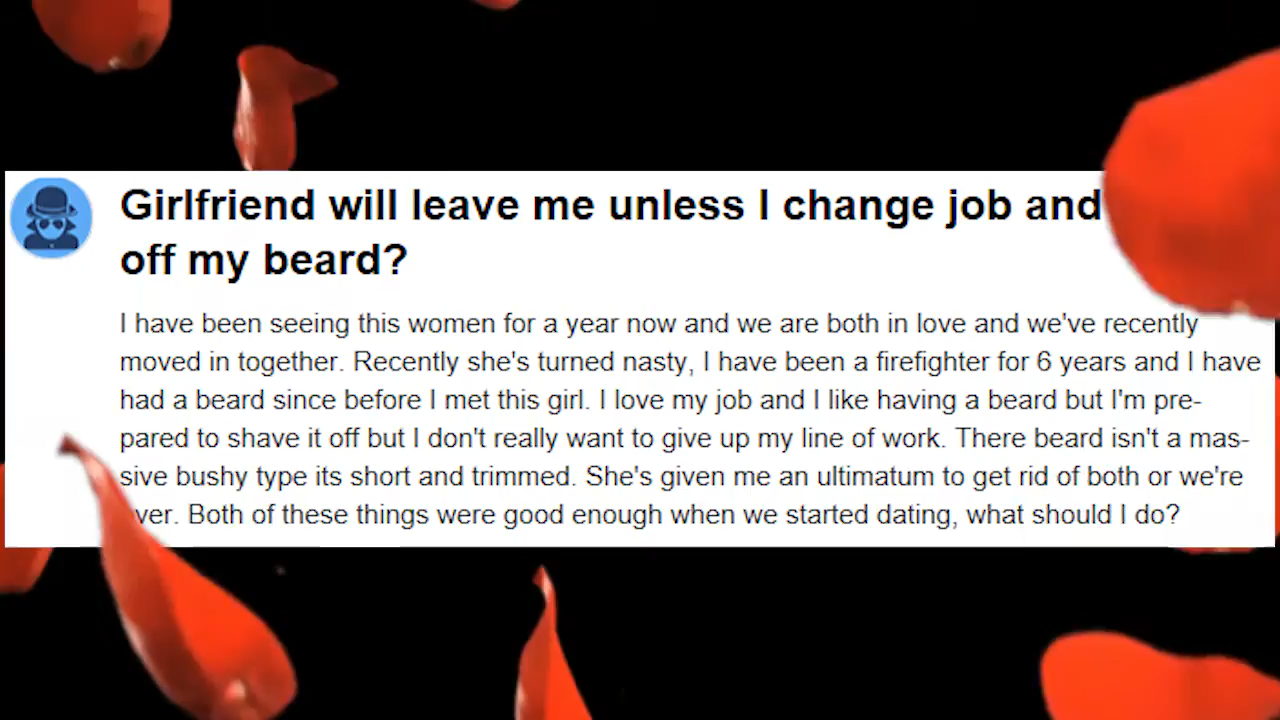 Girlfriend will leave me unless I change job and
off my beard?
I have been seeing this women for a year now and we are both in love and we've recently
moved in together. Recently she's turned nasty, I have been a firefighter for 6 years and I have
had a beard since before I met this girl. I love my job and I like having a beard but I'm pre-
pared to shave it off but I don't really want to give up my line of work. There beard isn't a mas-
sive bushy type its short and trimmed. She's given me an ultimatum to get rid of both or we're
ver. Both of these things were good enough when we started dating, what should I do?